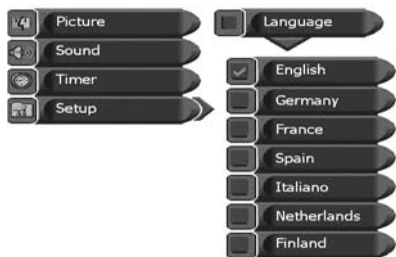 Picture
Sound
Timer
Setup
Language
English
Germany
France
Spain
Italiano
Netherlands
Finland